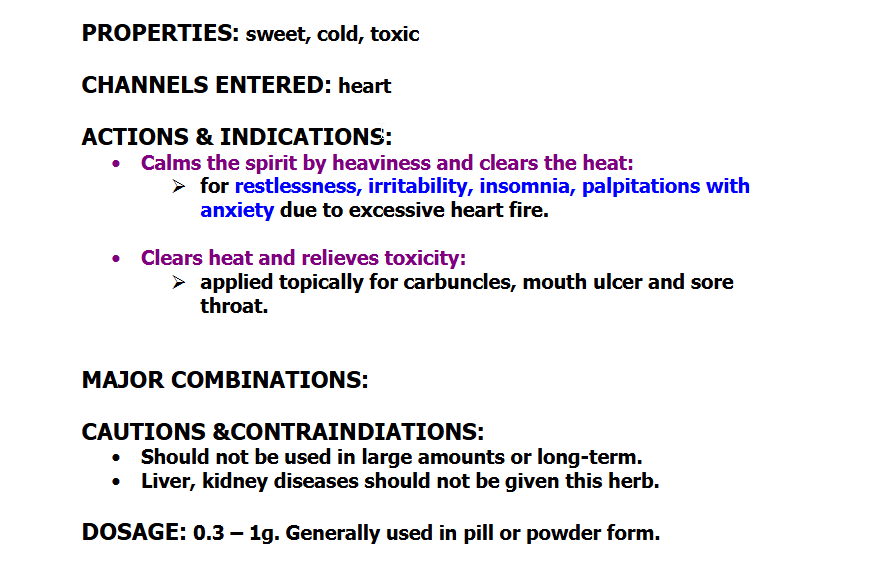 PROPERTIES: sweet, cold, toxic
CHANNELS ENTERED: heart
ACTIONS & INDICATIONS:
• Calms the spirit by heaviness and clears the heat:
➢ for restlessness, irritability, insomnia, palpitations with
anxiety due to excessive heart fire.
• Clears heat and relieves toxicity:
➢ applied topically for carbuncles, mouth ulcer and sore
throat.
MAJOR COMBINATIONS:
CAUTIONS &CONTRAINDIATIONS:
• Should not be used in large amounts or long-term.
• Liver, kidney diseases should not be given this herb.
DOSAGE: 0.3 – 1g. Generally used in pill or powder form.